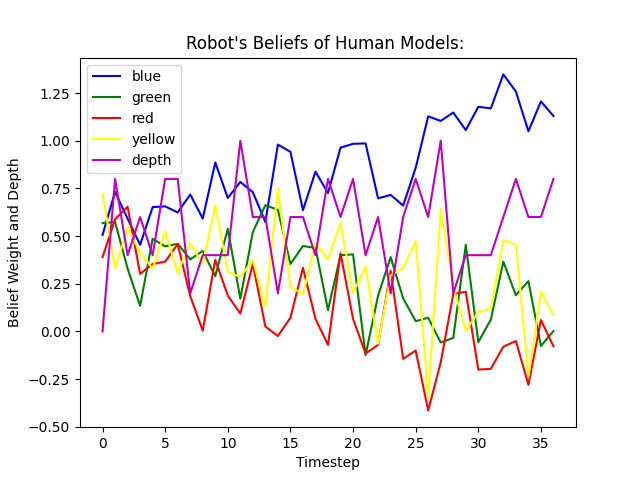 Robot's Beliefs of Human Models:
blue
green
red
yellow
depth
Belief Weight and Depth
1.25
1.00
0.75
0.50
0.25
0.00
−0.25
−0.50
0 5 10 15 20 25 30 35
Timestep